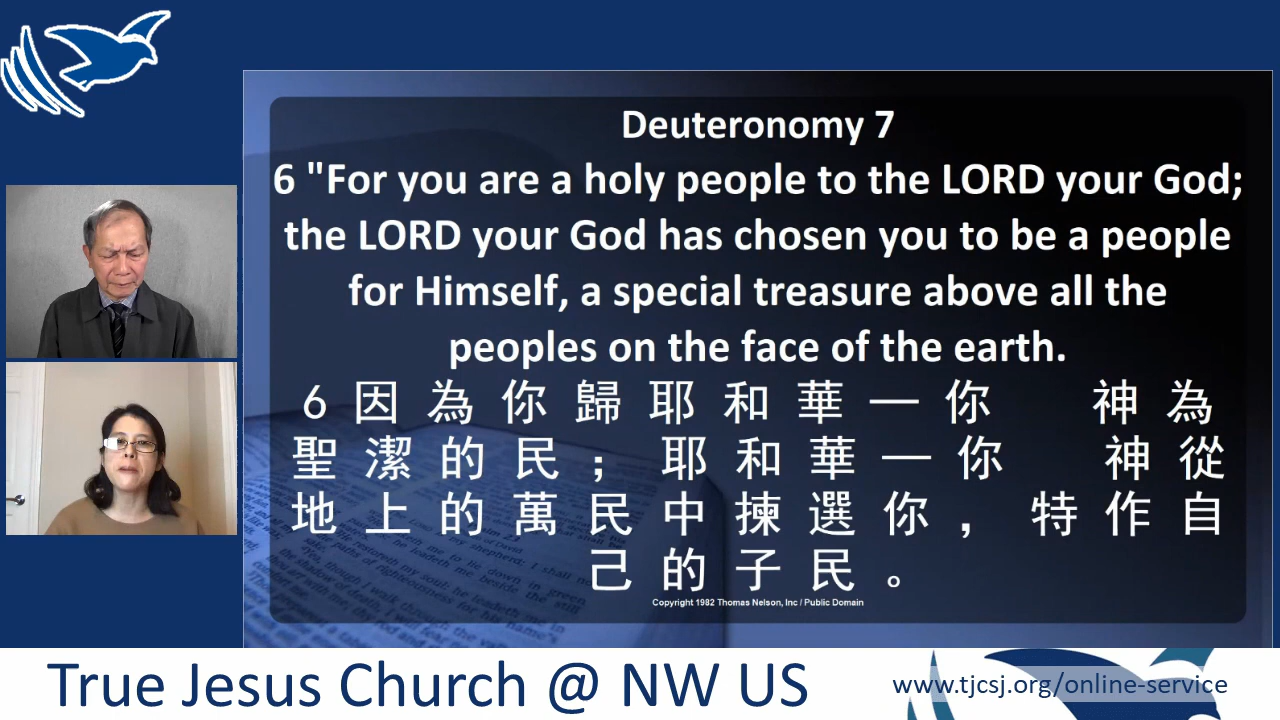 Deuteronomy 7
6 "For you are a holy people to the LORD your God;
the LORD your God has chosen you to be a people
for Himself, a special treasure above all the
peoples on the face of the earth.
6 因 為 你 歸 耶 和 華 — 你 神 為
聖 潔 的 民 ； 耶 和 華 — 你 神 從
地 上 的 萬 民 中 揀 選 你 ， 特 作 自
己 的 子 民 。
Copyright 1982 Thomas Nelson, Inc / Public Domain
True Jesus Church @ NW US
www.tjcsj.org/online-service